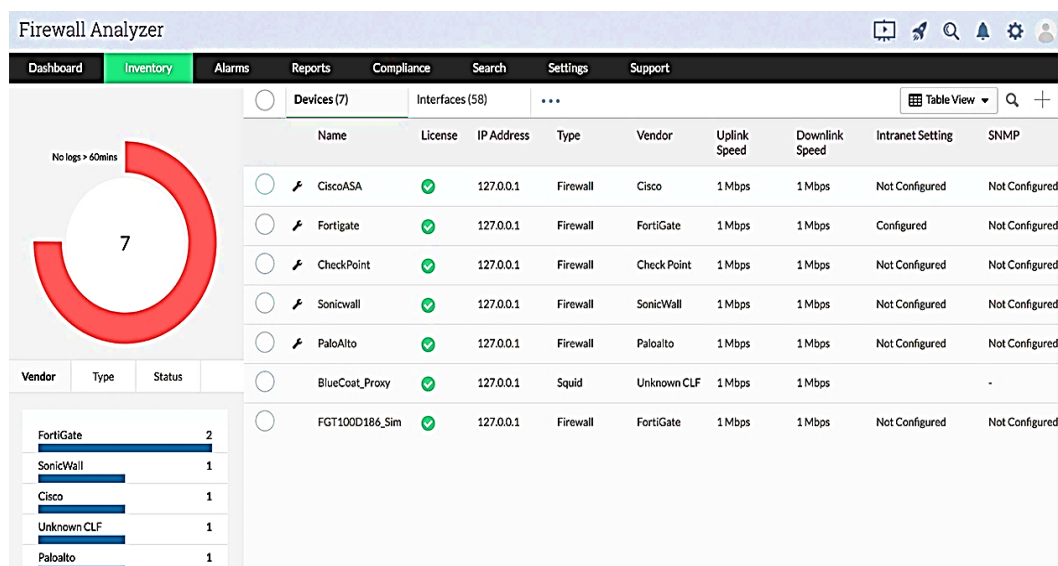 Firewall Analyzer
Dashboard Inventory Alarms Reports Compliance Search Settings Support
Devices (7) Interfaces (58) ••• Table View
Name License IP Address Type Vendor Uplink Speed Downlink Speed Intranet Setting SNMP
CiscoASA 127.0.0.1 Firewall Cisco 1 Mbps 1 Mbps Not Configured Not Configured
Fortigate 127.0.0.1 Firewall FortiGate 1 Mbps 1 Mbps Configured Not Configured
CheckPoint 127.0.0.1 Firewall Check Point 1 Mbps 1 Mbps Not Configured Not Configured
Sonicwall 127.0.0.1 Firewall SonicWall 1 Mbps 1 Mbps Not Configured Not Configured
PaloAlto 127.0.0.1 Firewall Paloalto 1 Mbps 1 Mbps Not Configured Not Configured
BlueCoat_Proxy 127.0.0.1 Squid Unknown CLF 1 Mbps 1 Mbps -
FGT100D186_Sim 127.0.0.1 Firewall FortiGate 1 Mbps 1 Mbps Not Configured Not Configured
No logs > 60mins
7
Vendor Type Status
FortiGate 2
SonicWall 1
Cisco 1
Unknown CLF 1
Paloalto 1